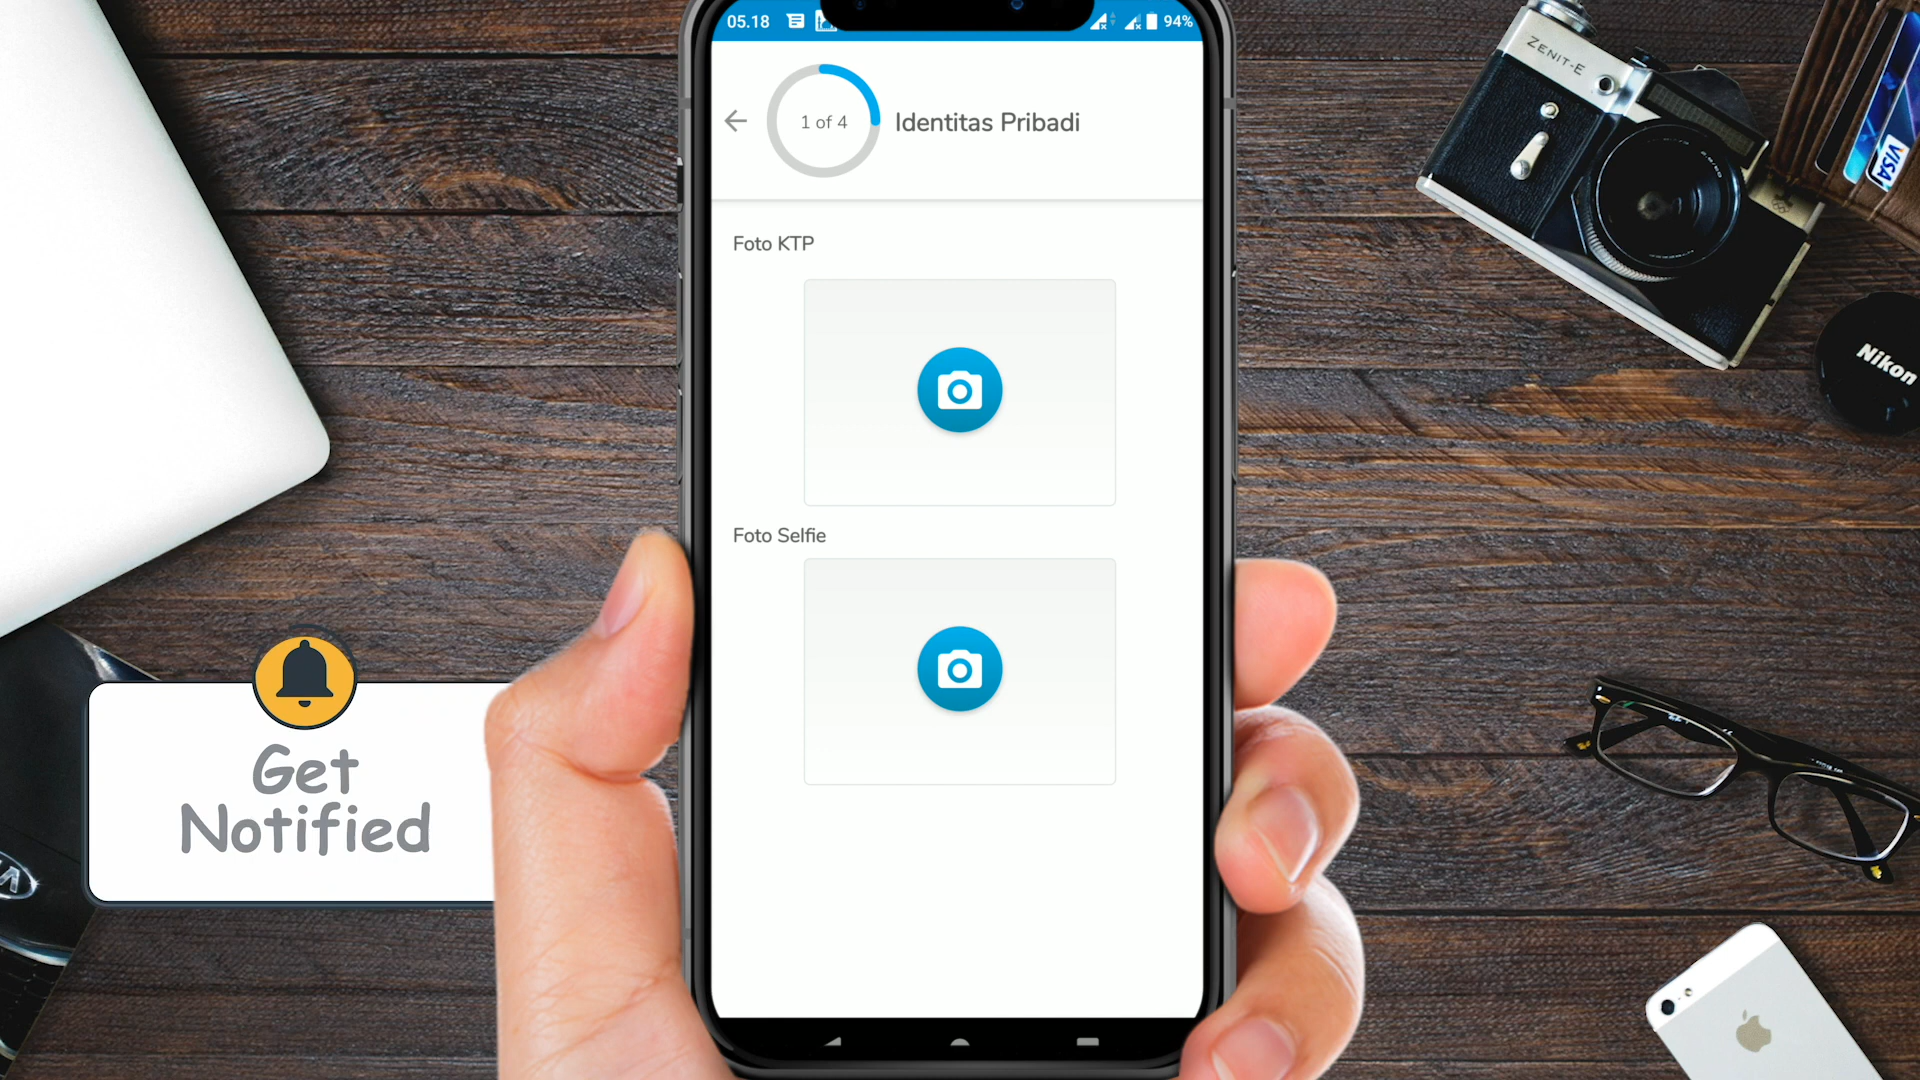 05.18
94%
1 of 4
Identitas Pribadi
Foto KTP
Foto Selfie
Get
Notified
ZENIT-E
VISA
Nikon